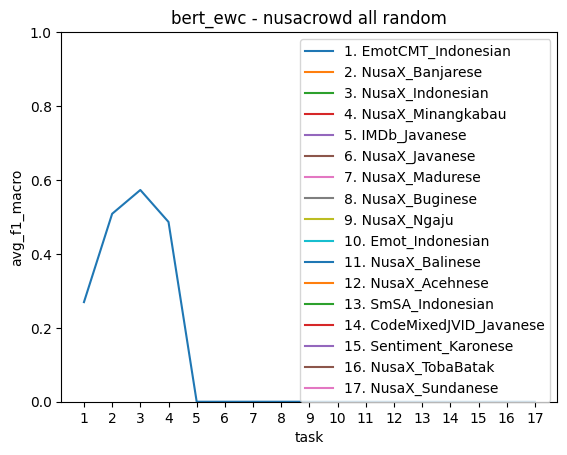 bert_ewc - nusacrowd all random
1.0
0.8
0.6
0.4
0.2
0.0
avg_f1_macro
1. EmotCMT_Indonesian
2. NusaX_Banjarese
3. NusaX_Indonesian
4. NusaX_Minangkabau
5. IMDb_Javanese
6. NusaX_Javanese
7. NusaX_Madurese
8. NusaX_Buginese
9. NusaX_Ngaju
10. Emot_Indonesian
11. NusaX_Balinese
12. NusaX_Acehnese
13. SmSA_Indonesian
14. CodeMixedJVID_Javanese
15. Sentiment_Karonese
16. NusaX_TobaBatak
17. NusaX_Sundanese
1 2 3 4 5 6 7 8 9 10 11 12 13 14 15 16 17
task